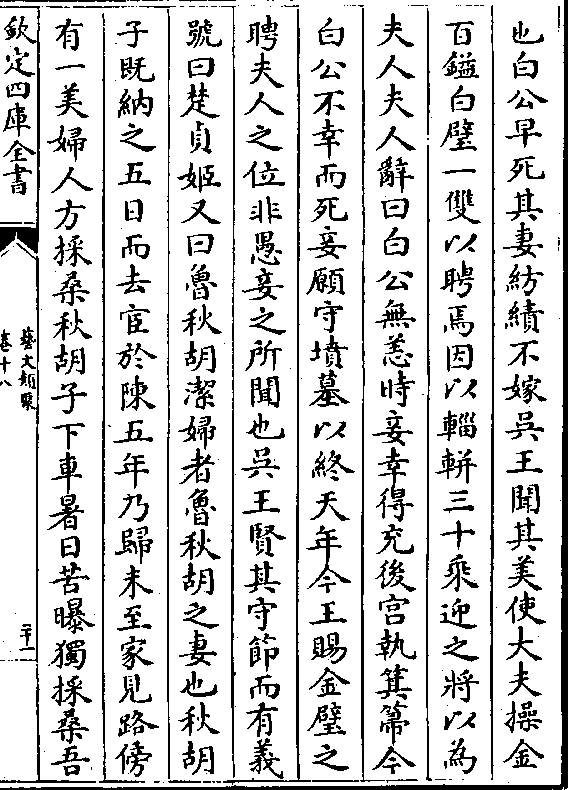 也白公早死其妻紡績不嫁吳王聞其美使大夫操金
百鎰白璧一雙以聘焉因以輜軿三十乘迎之將以為
夫人夫人辭曰白公無恙時妾幸得充後宮執箕箒今
白公不幸而死妾願守墳墓以終天年今王賜金璧之
聘夫人之位非愚妾之所聞也吳王賢其守節而有義
號曰楚貞姬又曰魯秋胡潔婦者魯秋胡之妻也秋胡
子既納之五日而去宦於陳五年乃歸未至家見路傍
有一美婦人方採桑秋胡子下車暑日苦曝獨採桑吾
欽定四庫全書
藝文類聚
卷十八
二十一